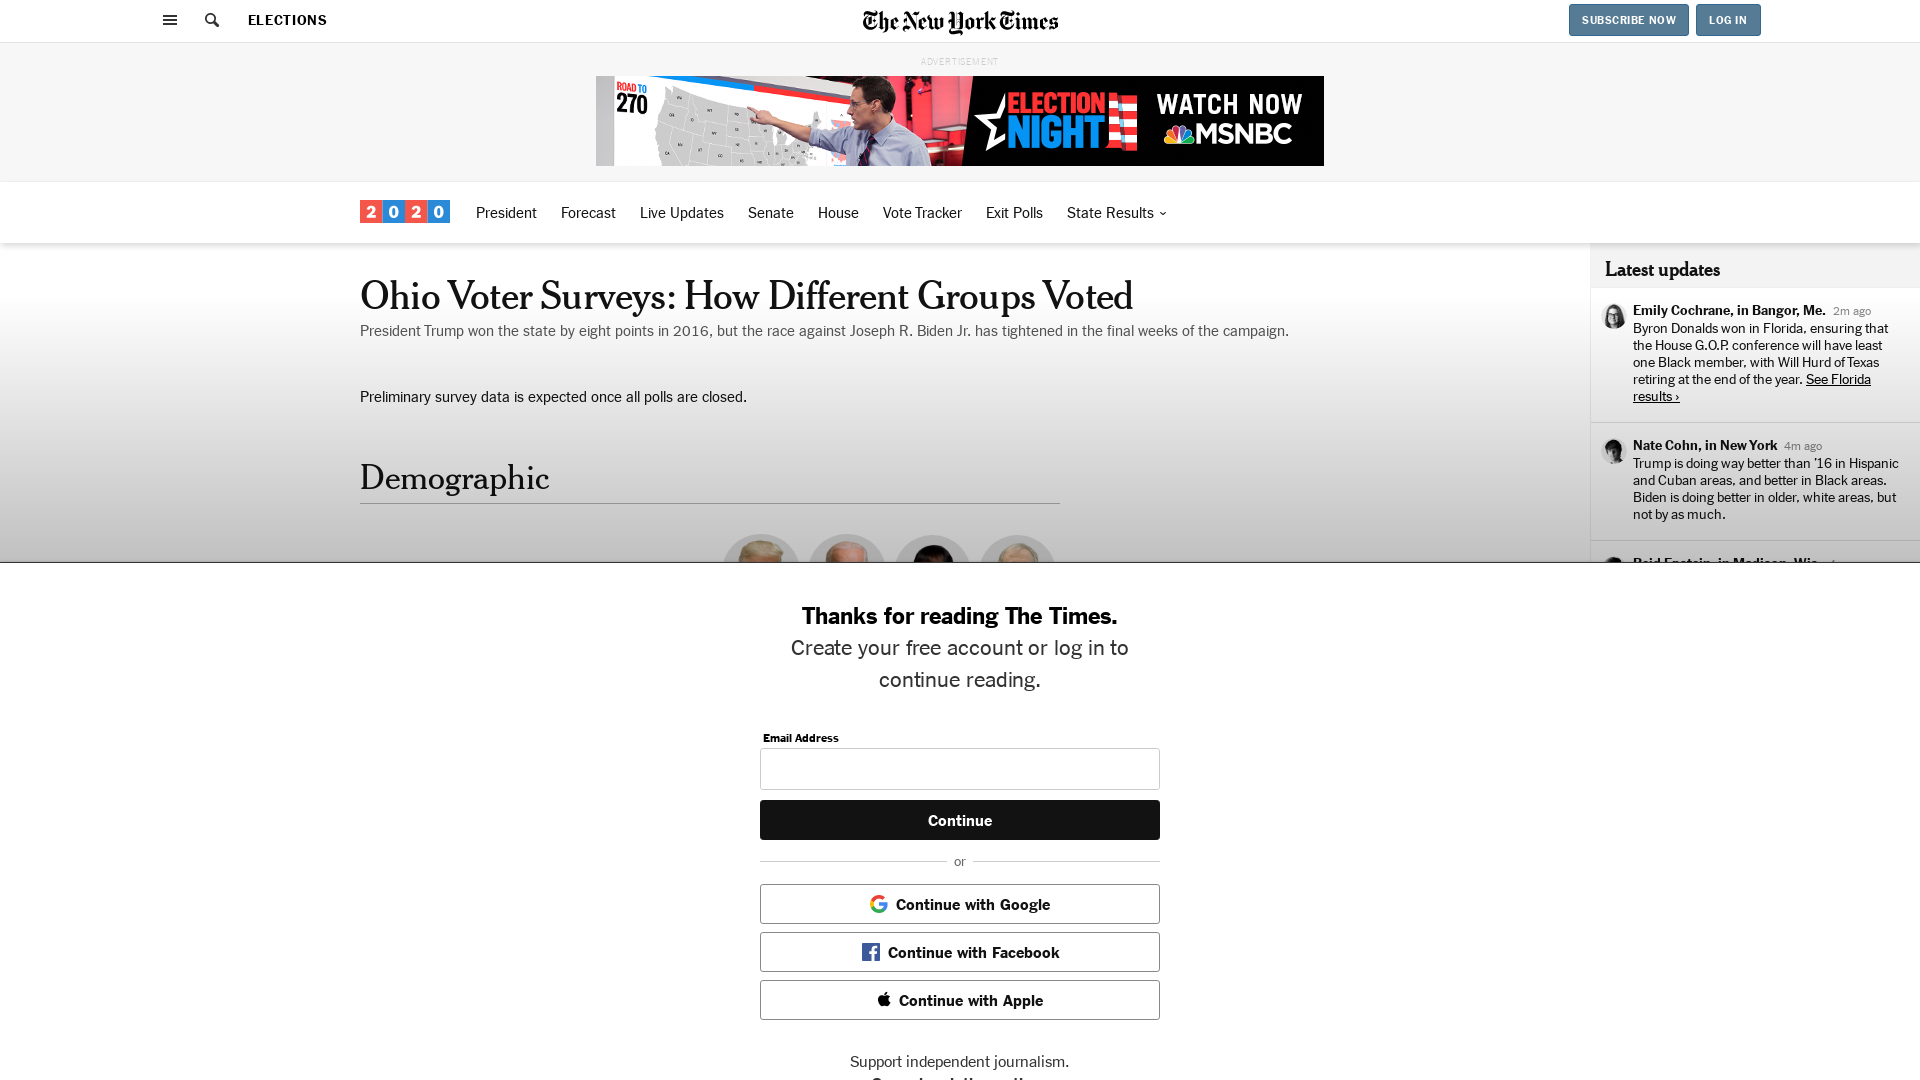 ELECTIONS
The New York Times
SUBSCRIBE NOW
LOG IN
ADVERTISEMENT
ROAD TO
270
ELECTION
NIGHT
WATCH NOW
MSNBC
2020
President
Forecast
Live Updates
Senate
House
Vote Tracker
Exit Polls
State Results
Ohio Voter Surveys: How Different Groups Voted
President Trump won the state by eight points in 2016, but the race against Joseph R. Biden Jr. has tightened in the final weeks of the campaign.
Preliminary survey data is expected once all polls are closed.
Demographic
Latest updates
Emily Cochrane, in Bangor, Me. 2m ago
Byron Donalds won in Florida, ensuring that
the House G.O.P. conference will have least
one Black member, with Will Hurd of Texas
retiring at the end of the year. See Florida
results ›
Nate Cohn, in New York 4m ago
Trump is doing way better than '16 in Hispanic
and Cuban areas, and better in Black areas.
Biden is doing better in older, white areas, but
not by as much.
Reid Epstein, in Madison, Wis.
Thanks for reading The Times.
Create your free account or log in to
continue reading.
Email Address
Continue
or
Continue with Google
Continue with Facebook
Continue with Apple
Support independent journalism.